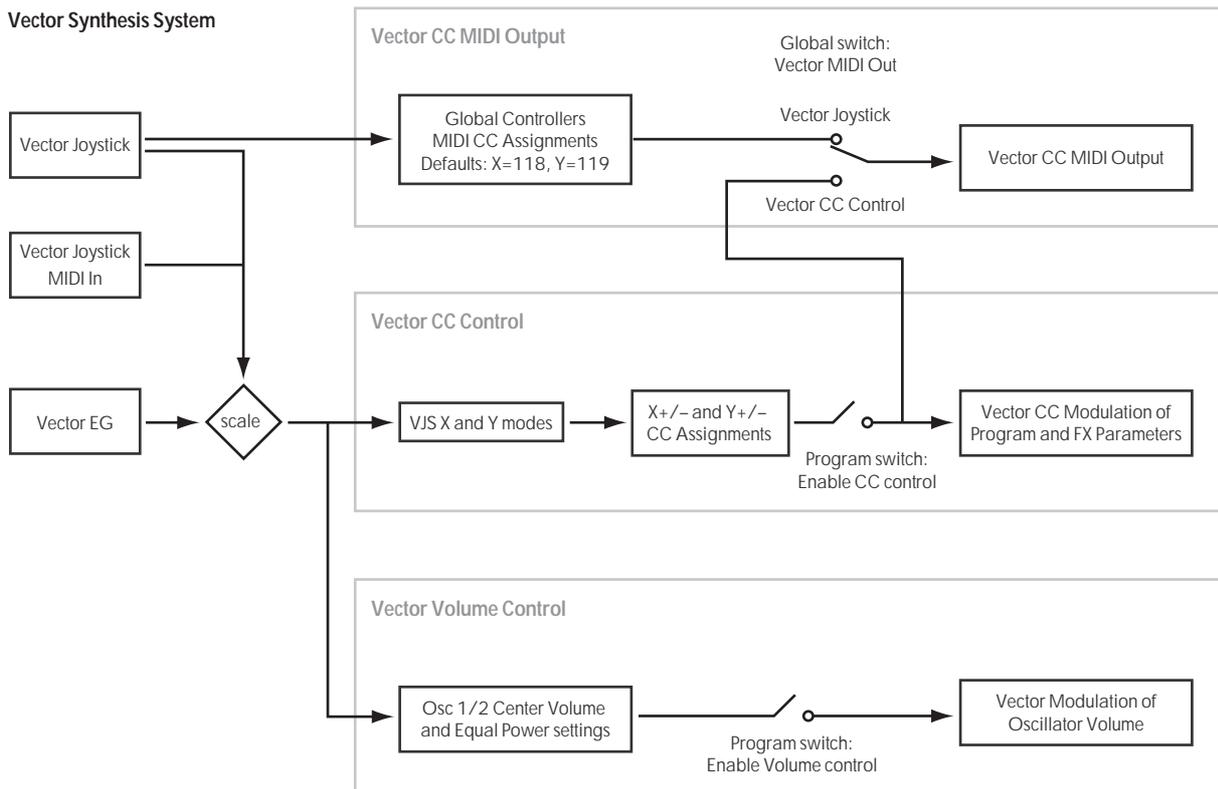 Vector Synthesis System
Vector CC MIDI Output
Global switch:
Vector MIDI Out
Vector Joystick
Global Controllers
MIDI CC Assignments
Defaults: X=118, Y=119
Vector Joystick
Vector CC MIDI Output
Vector CC Control
Vector Joystick
MIDI In
Vector CC Control
Vector EG
scale
VJS X and Y modes
X+/– and Y+/–
CC Assignments
Program switch:
Enable CC control
Vector CC Modulation of
Program and FX Parameters
Vector Volume Control
Osc 1/2 Center Volume
and Equal Power settings
Program switch:
Enable Volume control
Vector Modulation of
Oscillator Volume